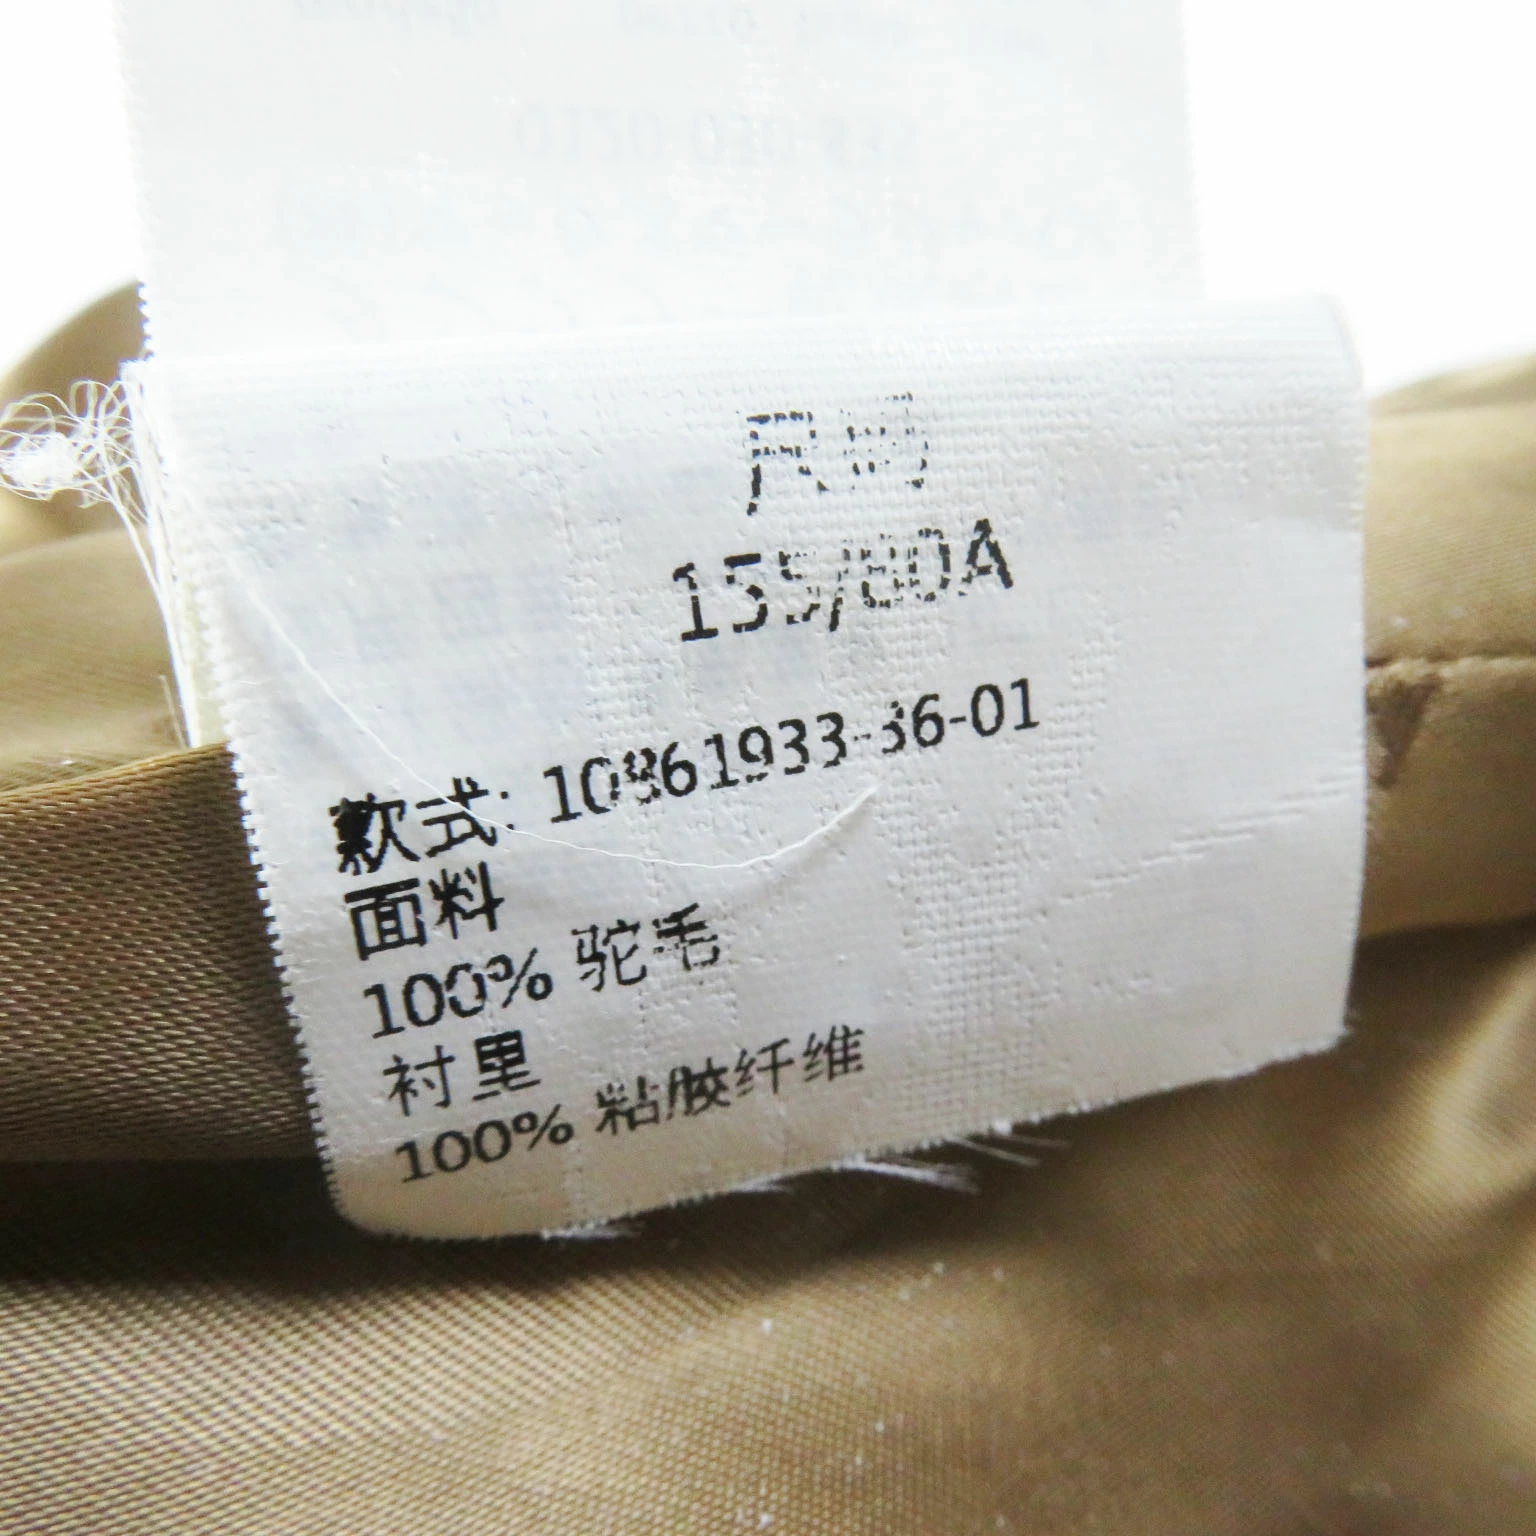 尺码
155/80A
款式: 10861933-36-01
面料
100% 驼毛
衬里
100% 粘胶纤维